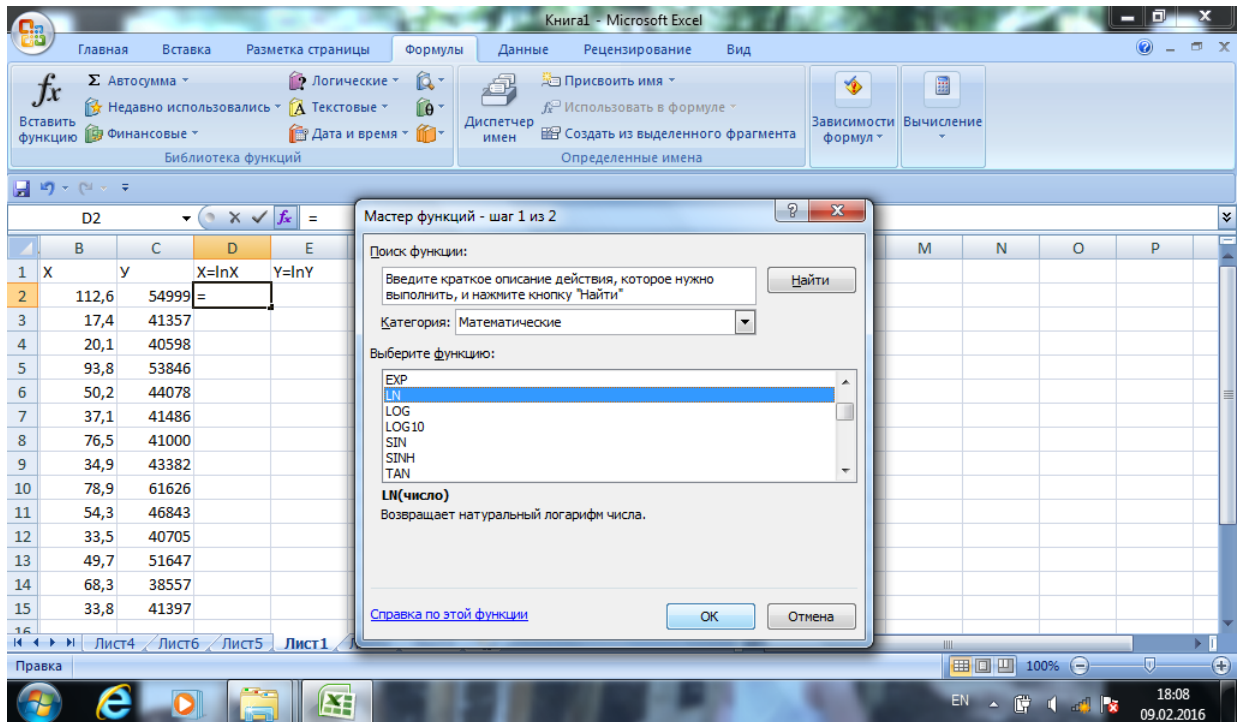 Книга1 - Microsoft Excel
Главная Вставка Разметка страницы Формулы Данные Рецензирование Вид
fx Σ Автосумма Логические Присвоить имя
Недавно использовались Текстовые fx Использовать в формуле
Вставить функцию Финансовые Дата и время Диспетчер имен Создать из выделенного фрагмента Зависимости формул Вычисление
Библиотека функций Определенные имена
D2 fx =
B C D E M N O P
1 X У X=lnX Y=lnY
2 112,6 54999 =
3 17,4 41357
4 20,1 40598
5 93,8 53846
6 50,2 44078
7 37,1 41486
8 76,5 41000
9 34,9 43382
10 78,9 61626
11 54,3 46843
12 33,5 40705
13 49,7 51647
14 68,3 38557
15 33,8 41397
16
Мастер функций - шаг 1 из 2
Поиск функции:
Введите краткое описание действия, которое нужно
выполнить, и нажмите кнопку "Найти"
Найти
Категория: Математические
Выберите функцию:
EXP
LN
LOG
LOG10
SIN
SINH
TAN
LN(число)
Возвращает натуральный логарифм числа.
Справка по этой функции OK Отмена
Лист4 Лист6 Лист5 Лист1
Правка 100%
EN 18:08
09.02.2016